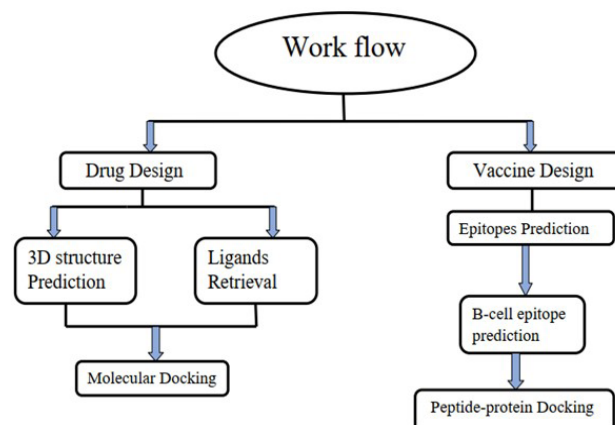 Work flow
Drug Design
Vaccine Design
3D structure
Prediction
Ligands
Retrieval
Epitopes Prediction
B-cell epitope
prediction
Molecular Docking
Peptide-protein Docking